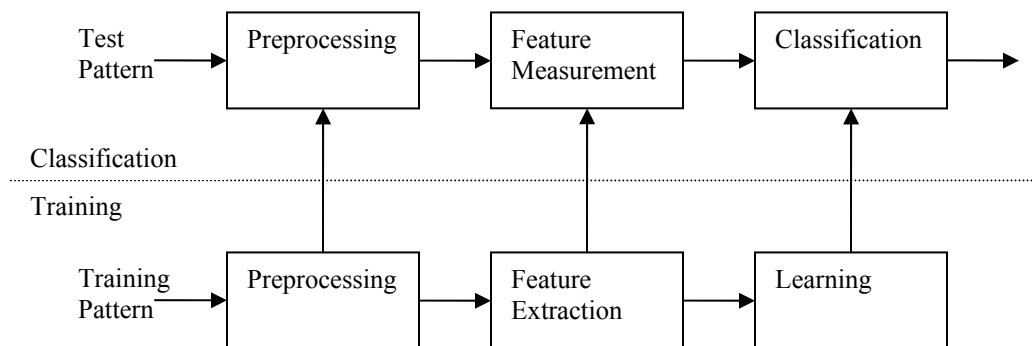 Test
Pattern
Preprocessing
Feature
Measurement
Classification
Classification
Training
Training
Pattern
Preprocessing
Feature
Extraction
Learning